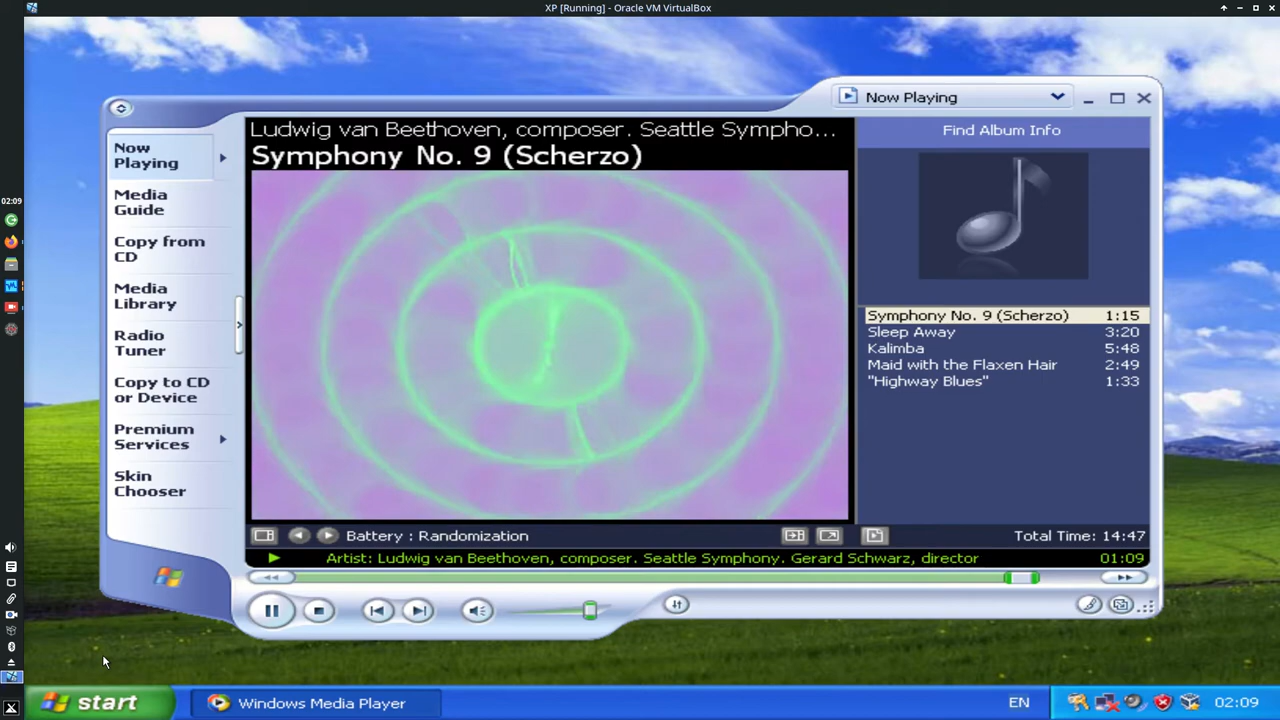 XP [Running] - Oracle VM VirtualBox
Now Playing
Ludwig van Beethoven, composer. Seattle Sympho...
Symphony No. 9 (Scherzo)
Find Album Info
Now
Playing
Media
Guide
Copy from
CD
Media
Library
Radio
Tuner
Copy to CD
or Device
Premium
Services
Skin
Chooser
02:09
Symphony No. 9 (Scherzo) 1:15
Sleep Away 3:20
Kalimba 5:48
Maid with the Flaxen Hair 2:49
"Highway Blues" 1:33
Battery : Randomization
Total Time: 14:47
Artist: Ludwig van Beethoven, composer. Seattle Symphony. Gerard Schwarz, director 01:09
start
Windows Media Player
EN
02:09